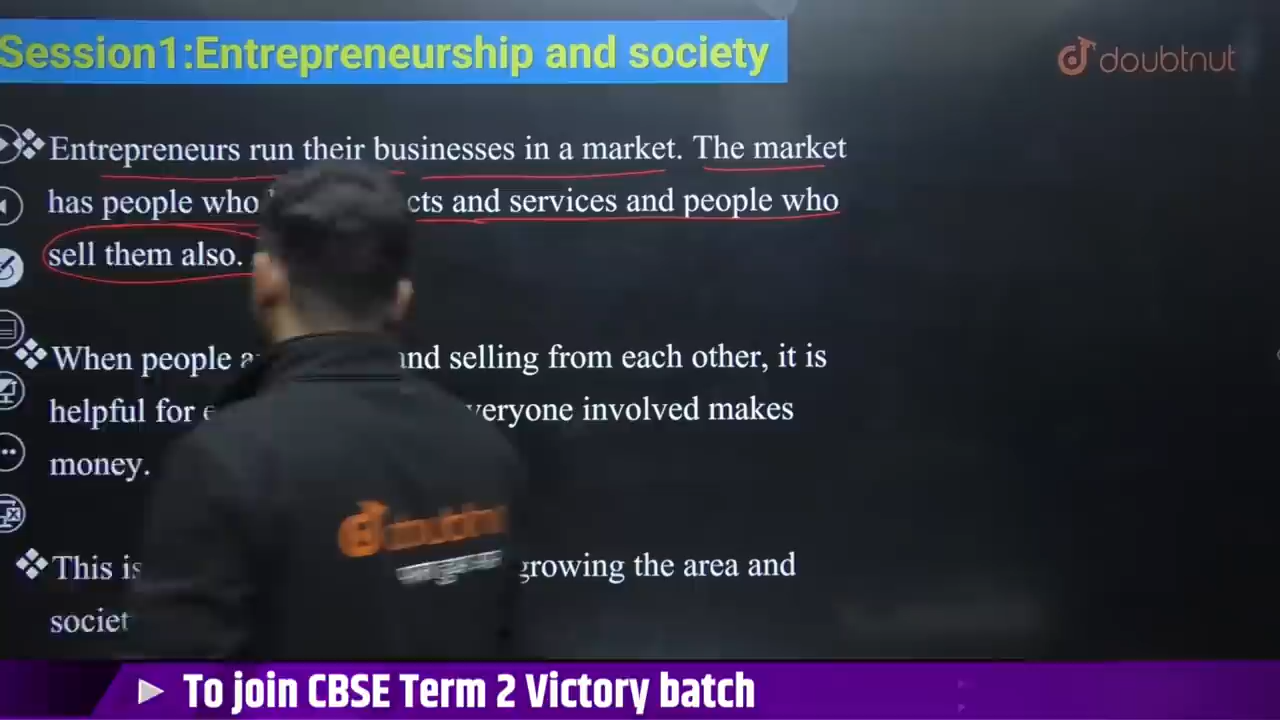 Session1:Entrepreneurship and society
doubtnut
Entrepreneurs run their businesses in a market. The market
has people who cts and services and people who
sell them also.
When people and selling from each other, it is
helpful for everyone involved makes
money.
This is growing the area and
societ
To join CBSE Term 2 Victory batch